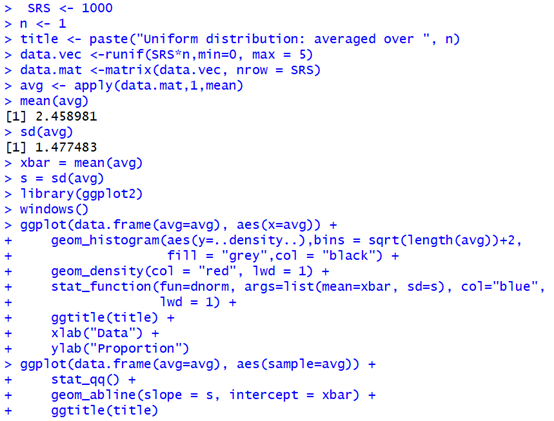 >  SRS <- 1000
> n <- 1
> title <- paste("Uniform distribution: averaged over ", n)
> data.vec <-runif(SRS*n,min=0, max = 5)
> data.mat <-matrix(data.vec, nrow = SRS)
> avg <- apply(data.mat,1,mean)
> mean(avg)
[1] 2.458981
> sd(avg)
[1] 1.477483
> xbar = mean(avg)
> s = sd(avg)
> library(ggplot2)
> windows()
> ggplot(data.frame(avg=avg), aes(x=avg)) +
+     geom_histogram(aes(y=..density..),bins = sqrt(length(avg))+2,
+                    fill = "grey",col = "black") +
+     geom_density(col = "red", lwd = 1) +
+     stat_function(fun=dnorm, args=list(mean=xbar, sd=s), col="blue",
+                   lwd = 1) +
+     ggtitle(title) +
+     xlab("Data") +
+     ylab("Proportion")
> ggplot(data.frame(avg=avg), aes(sample=avg)) +
+     stat_qq() +
+     geom_abline(slope = s, intercept = xbar) +
+     ggtitle(title)